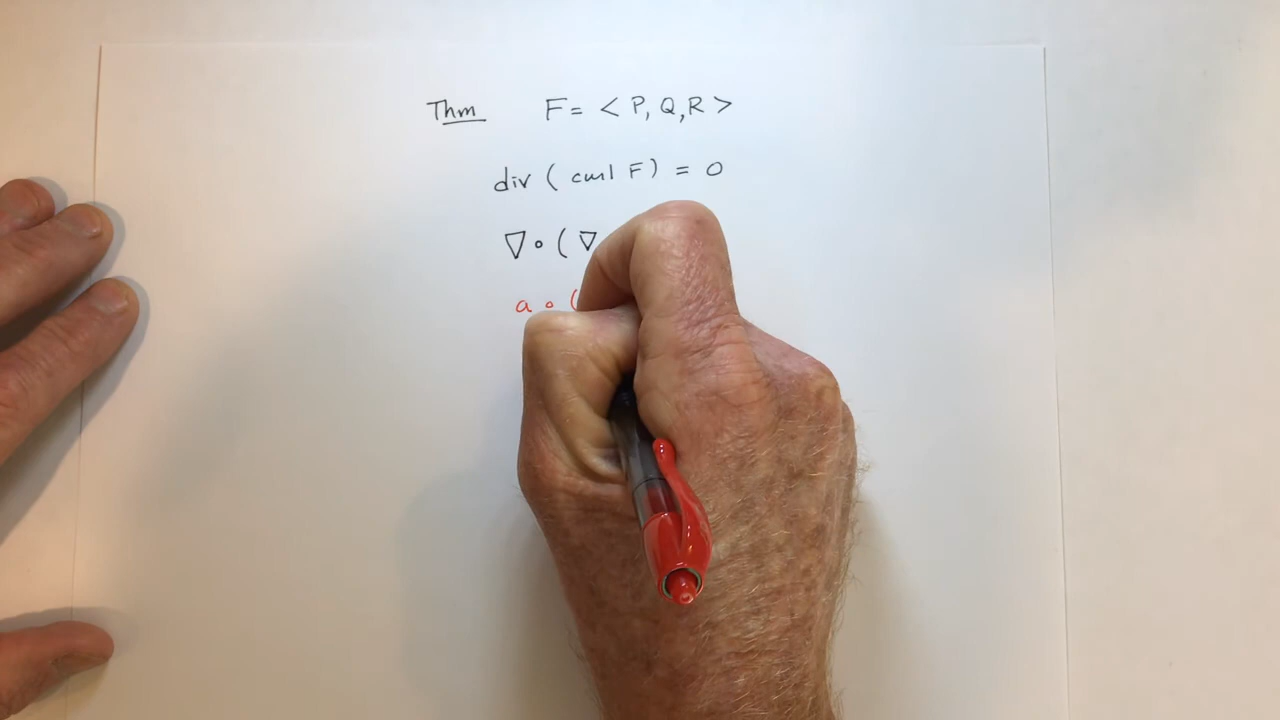 Thm F = < P, Q, R >
div ( curl F ) = 0
∇ ∘ ( ∇
a ∘ (